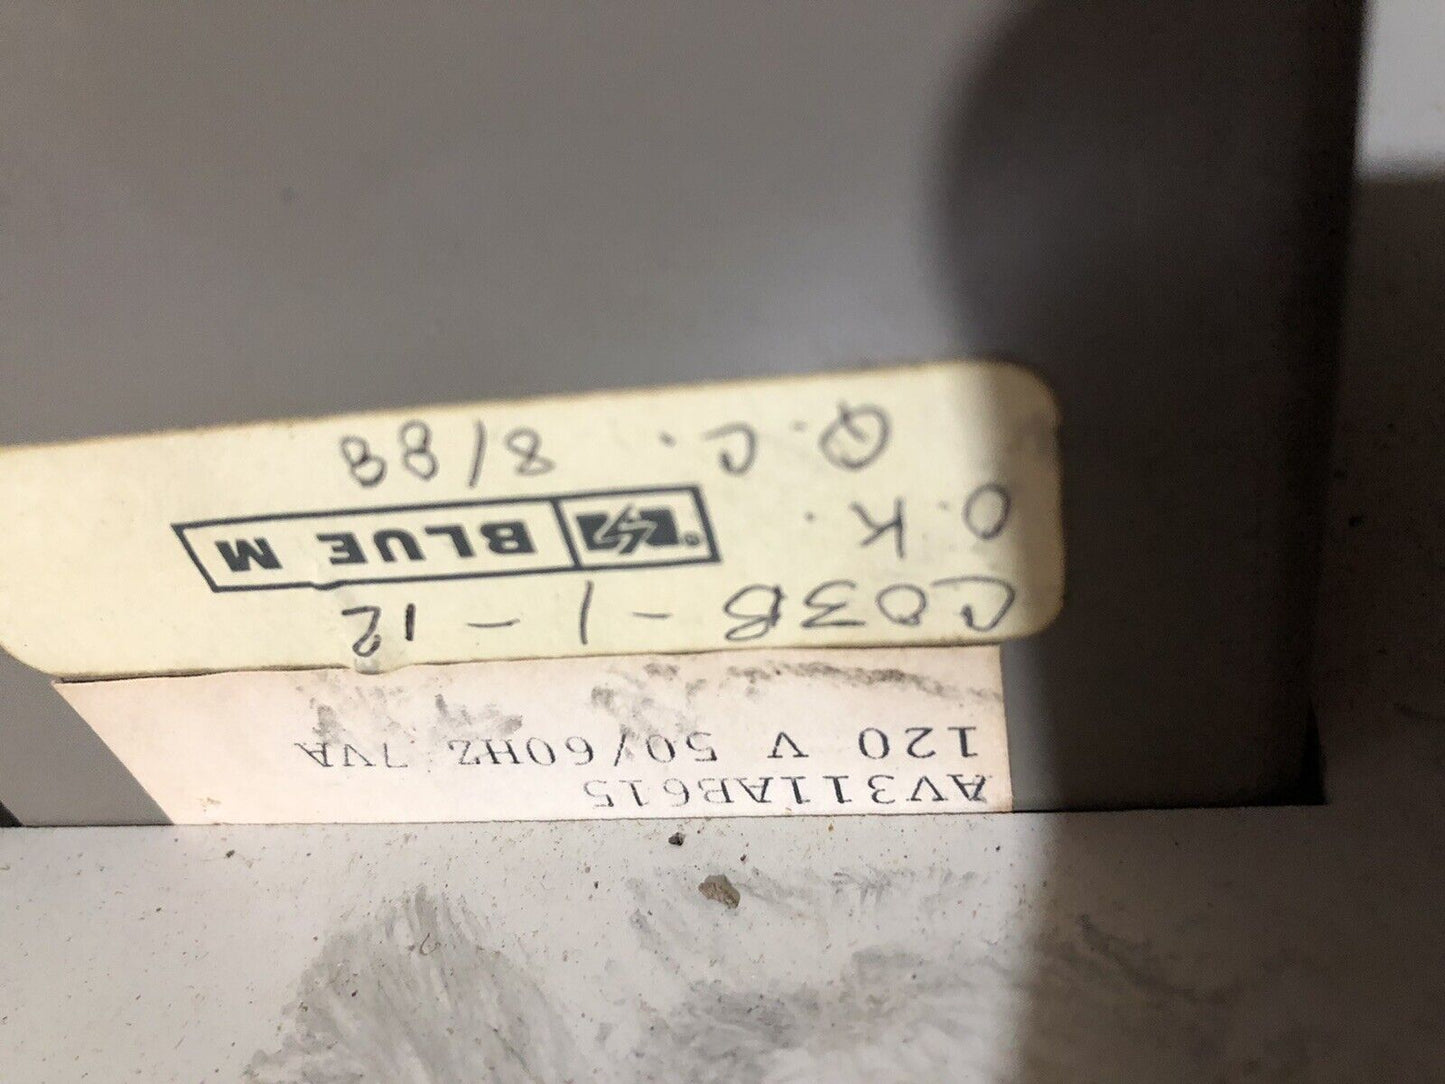 AV311AB615
120 V 50/60HZ 7VA
C03B-1-12
O.K. BLUE M®
Q.C. 8/88